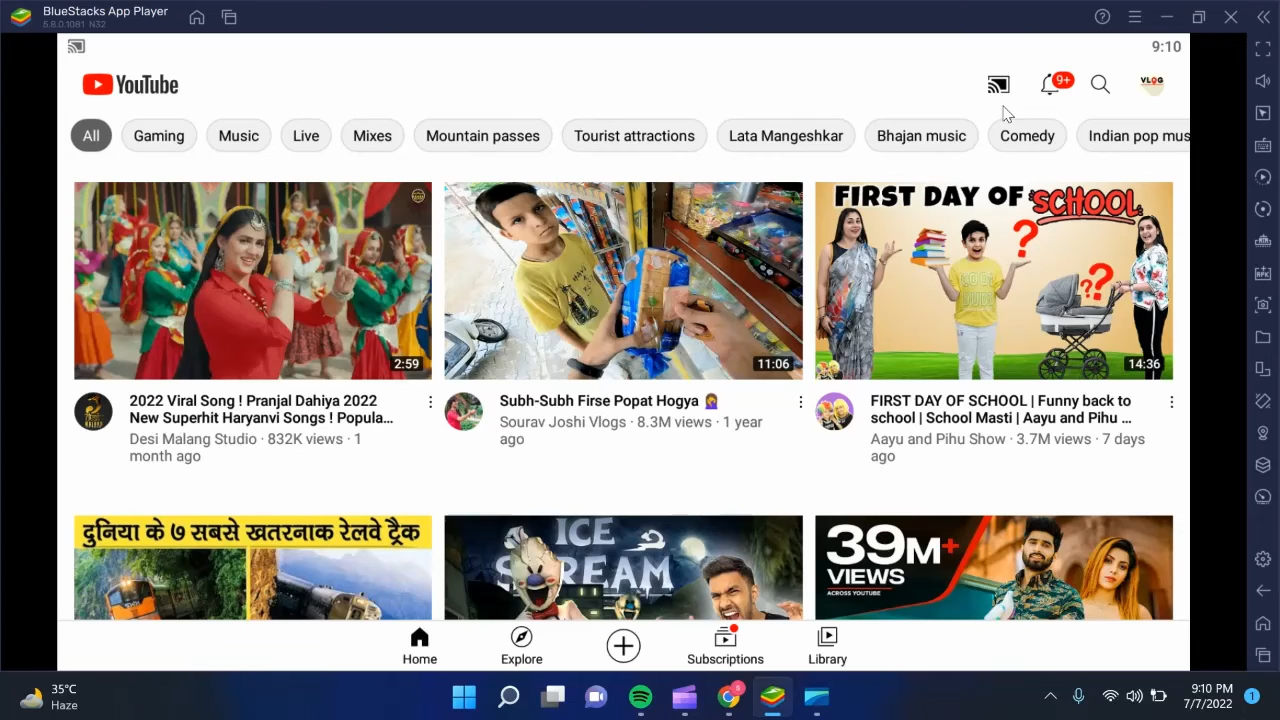 BlueStacks App Player
5.8.0.1081 N32
9:10
YouTube
9+
VLOG
All
Gaming
Music
Live
Mixes
Mountain passes
Tourist attractions
Lata Mangeshkar
Bhajan music
Comedy
Indian pop mus
2:59
11:06
FIRST DAY OF SCHOOL
14:36
2022 Viral Song ! Pranjal Dahiya 2022
New Superhit Haryanvi Songs ! Popula...
Desi Malang Studio · 832K views · 1
month ago
Subh-Subh Firse Popat Hogya 🤦‍♀️
Sourav Joshi Vlogs · 8.3M views · 1 year
ago
FIRST DAY OF SCHOOL | Funny back to
school | School Masti | Aayu and Pihu ...
Aayu and Pihu Show · 3.7M views · 7 days
ago
दुनिया के ७ सबसे खतरनाक रेलवे ट्रैक
ICE
SCREAM
39M+
VIEWS
ACROSS YOUTUBE
Home
Explore
Subscriptions
Library
35°C
Haze
9:10 PM
7/7/2022
1